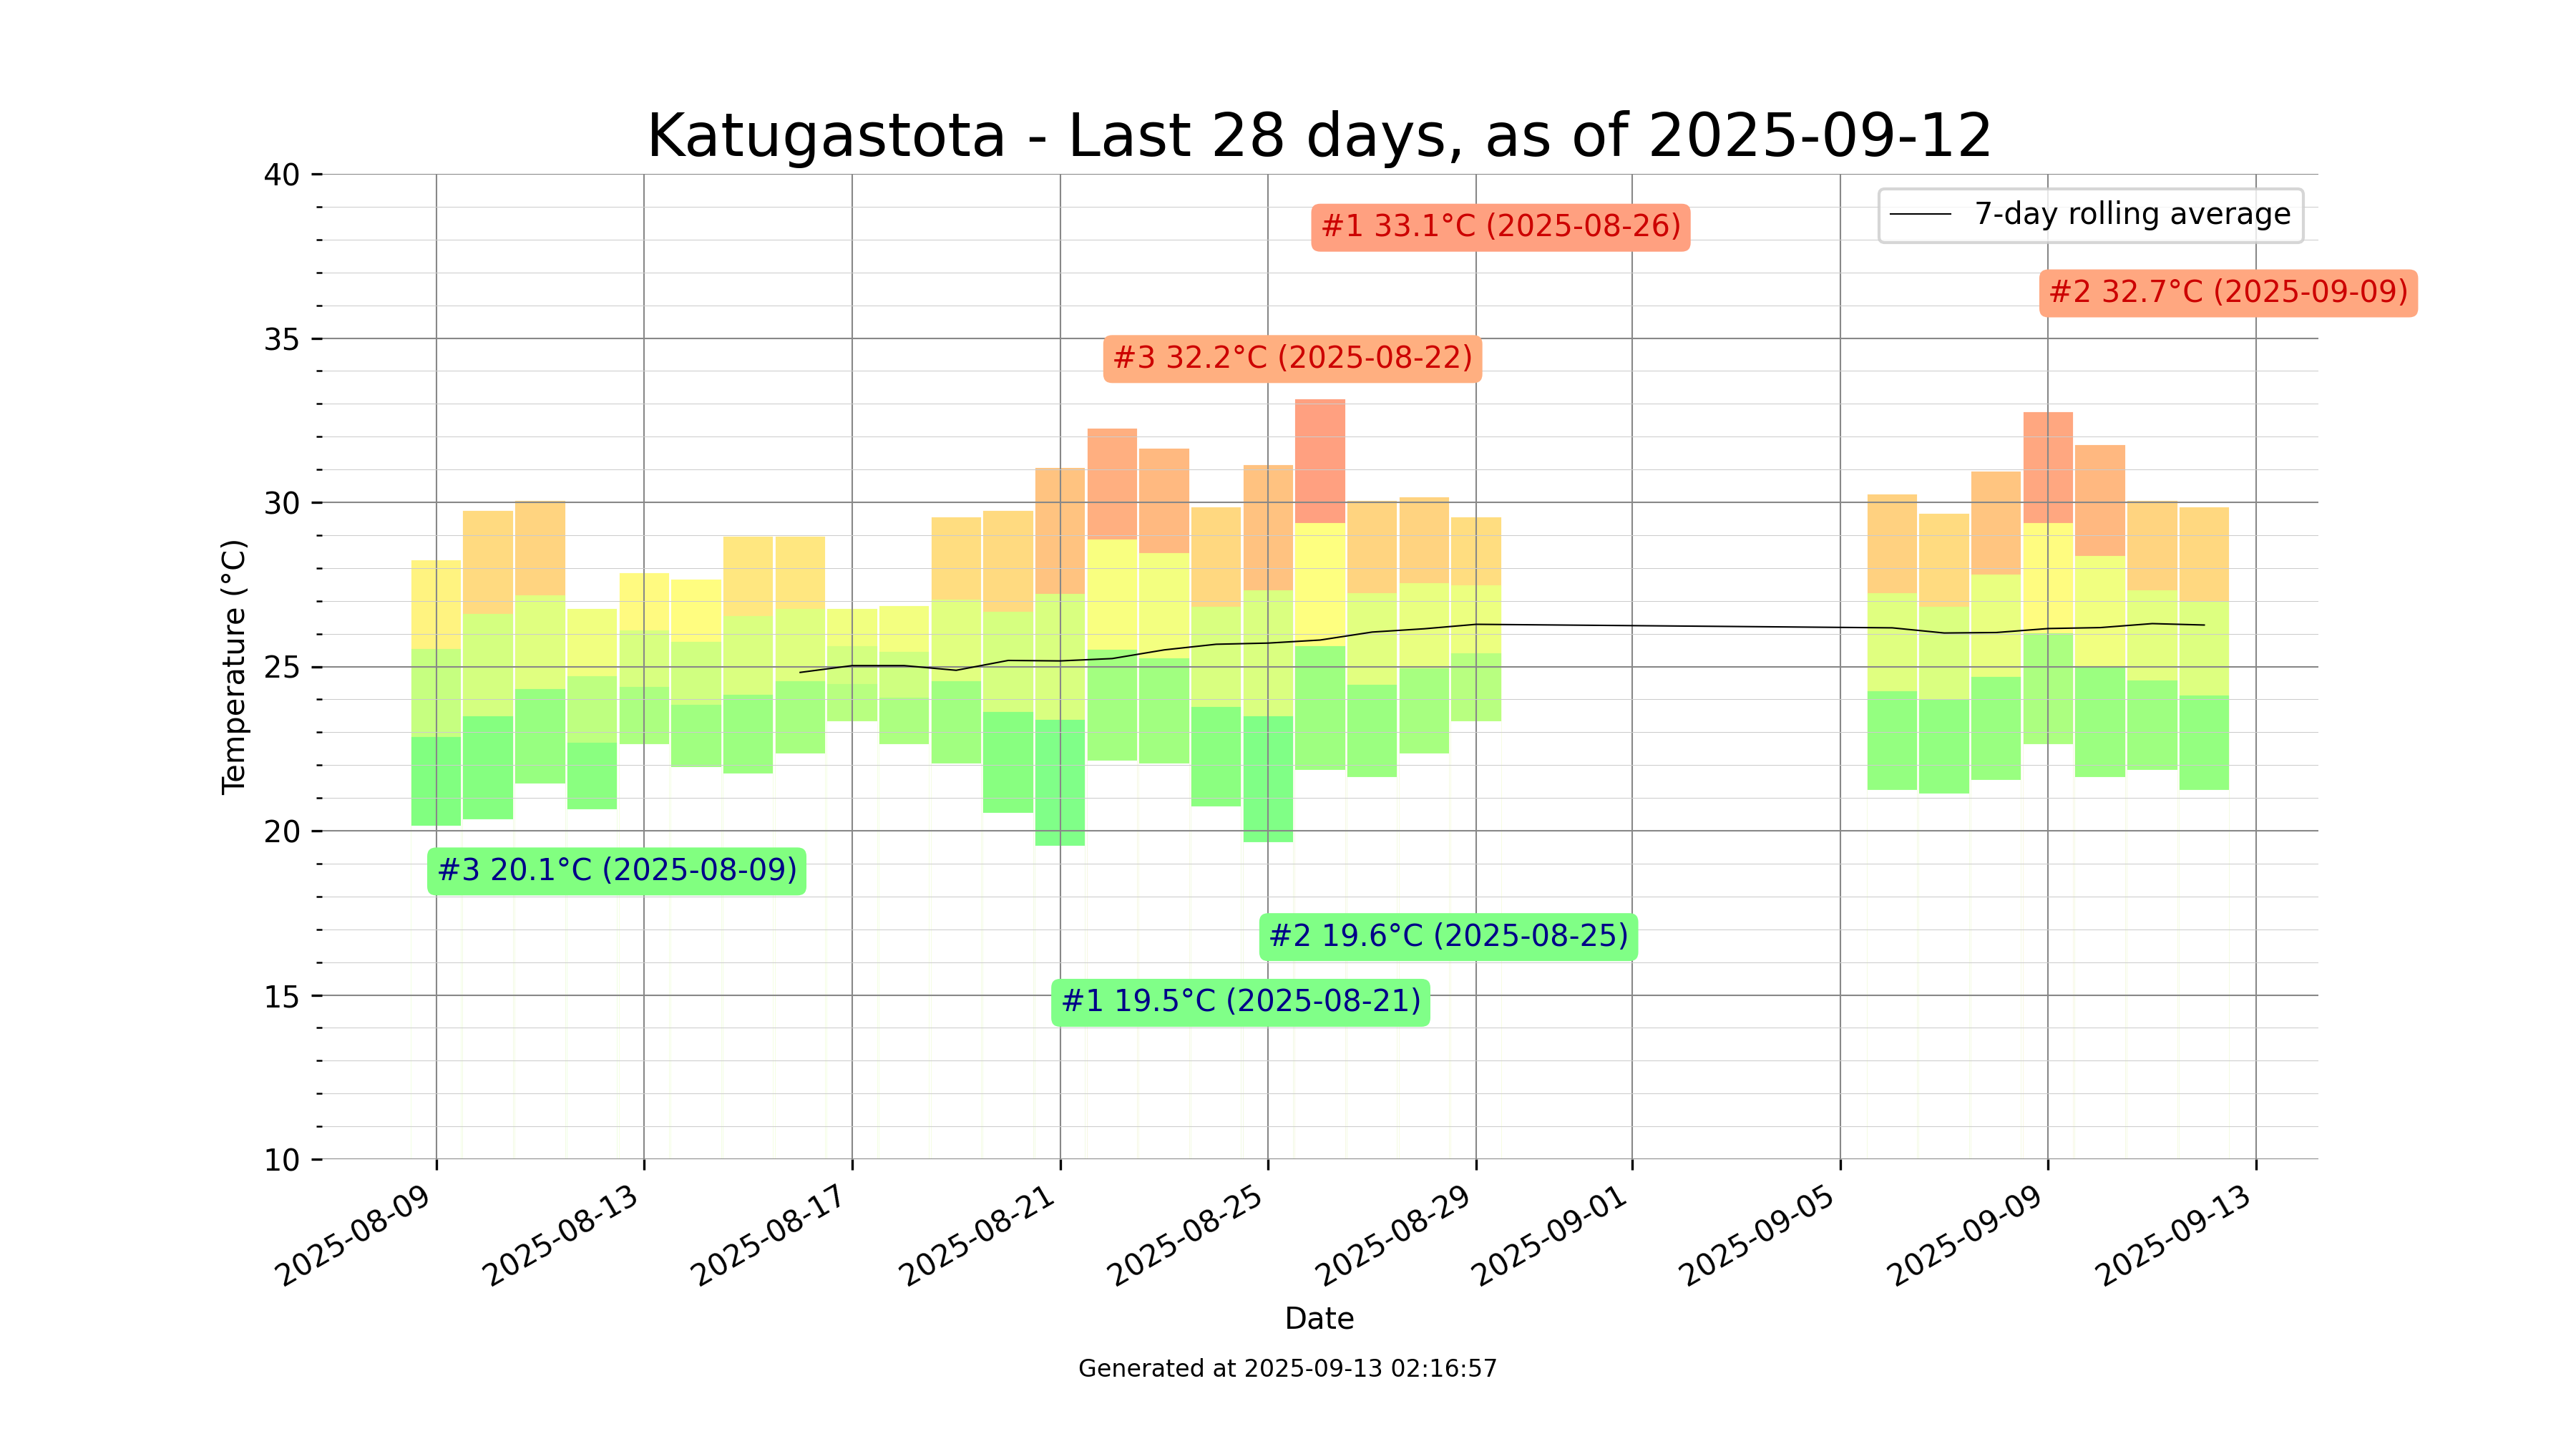 Katugastota - Last 28 days, as of 2025-09-12
40
35
30
25
20
15
10
Temperature (°C)
7-day rolling average
#1 33.1°C (2025-08-26)
#2 32.7°C (2025-09-09)
#3 32.2°C (2025-08-22)
#3 20.1°C (2025-08-09)
#2 19.6°C (2025-08-25)
#1 19.5°C (2025-08-21)
2025-08-09
2025-08-13
2025-08-17
2025-08-21
2025-08-25
2025-08-29
2025-09-01
2025-09-05
2025-09-09
2025-09-13
Date
Generated at 2025-09-13 02:16:57